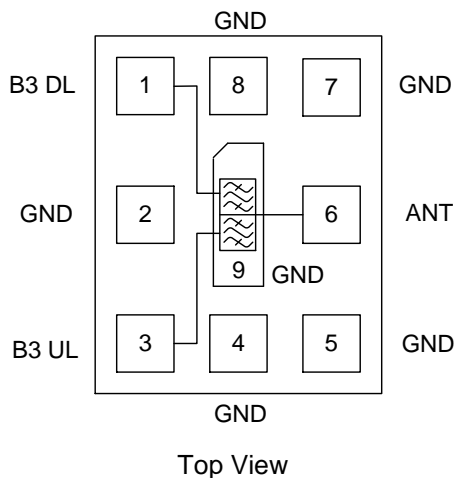 GND
B3 DL 1 8 7 GND
GND 2 6 ANT
9 GND
B3 UL 3 4 5 GND
GND
Top View